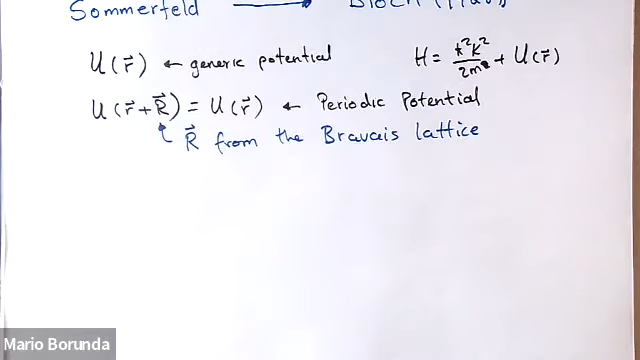 Sommerfeld → Bloch
U(r⃗) ← generic potential
H = ħ²k²/2m + U(r⃗)
U(r⃗+R⃗) = U(r⃗) ← Periodic Potential
R⃗ from the Bravais lattice
Mario Borunda